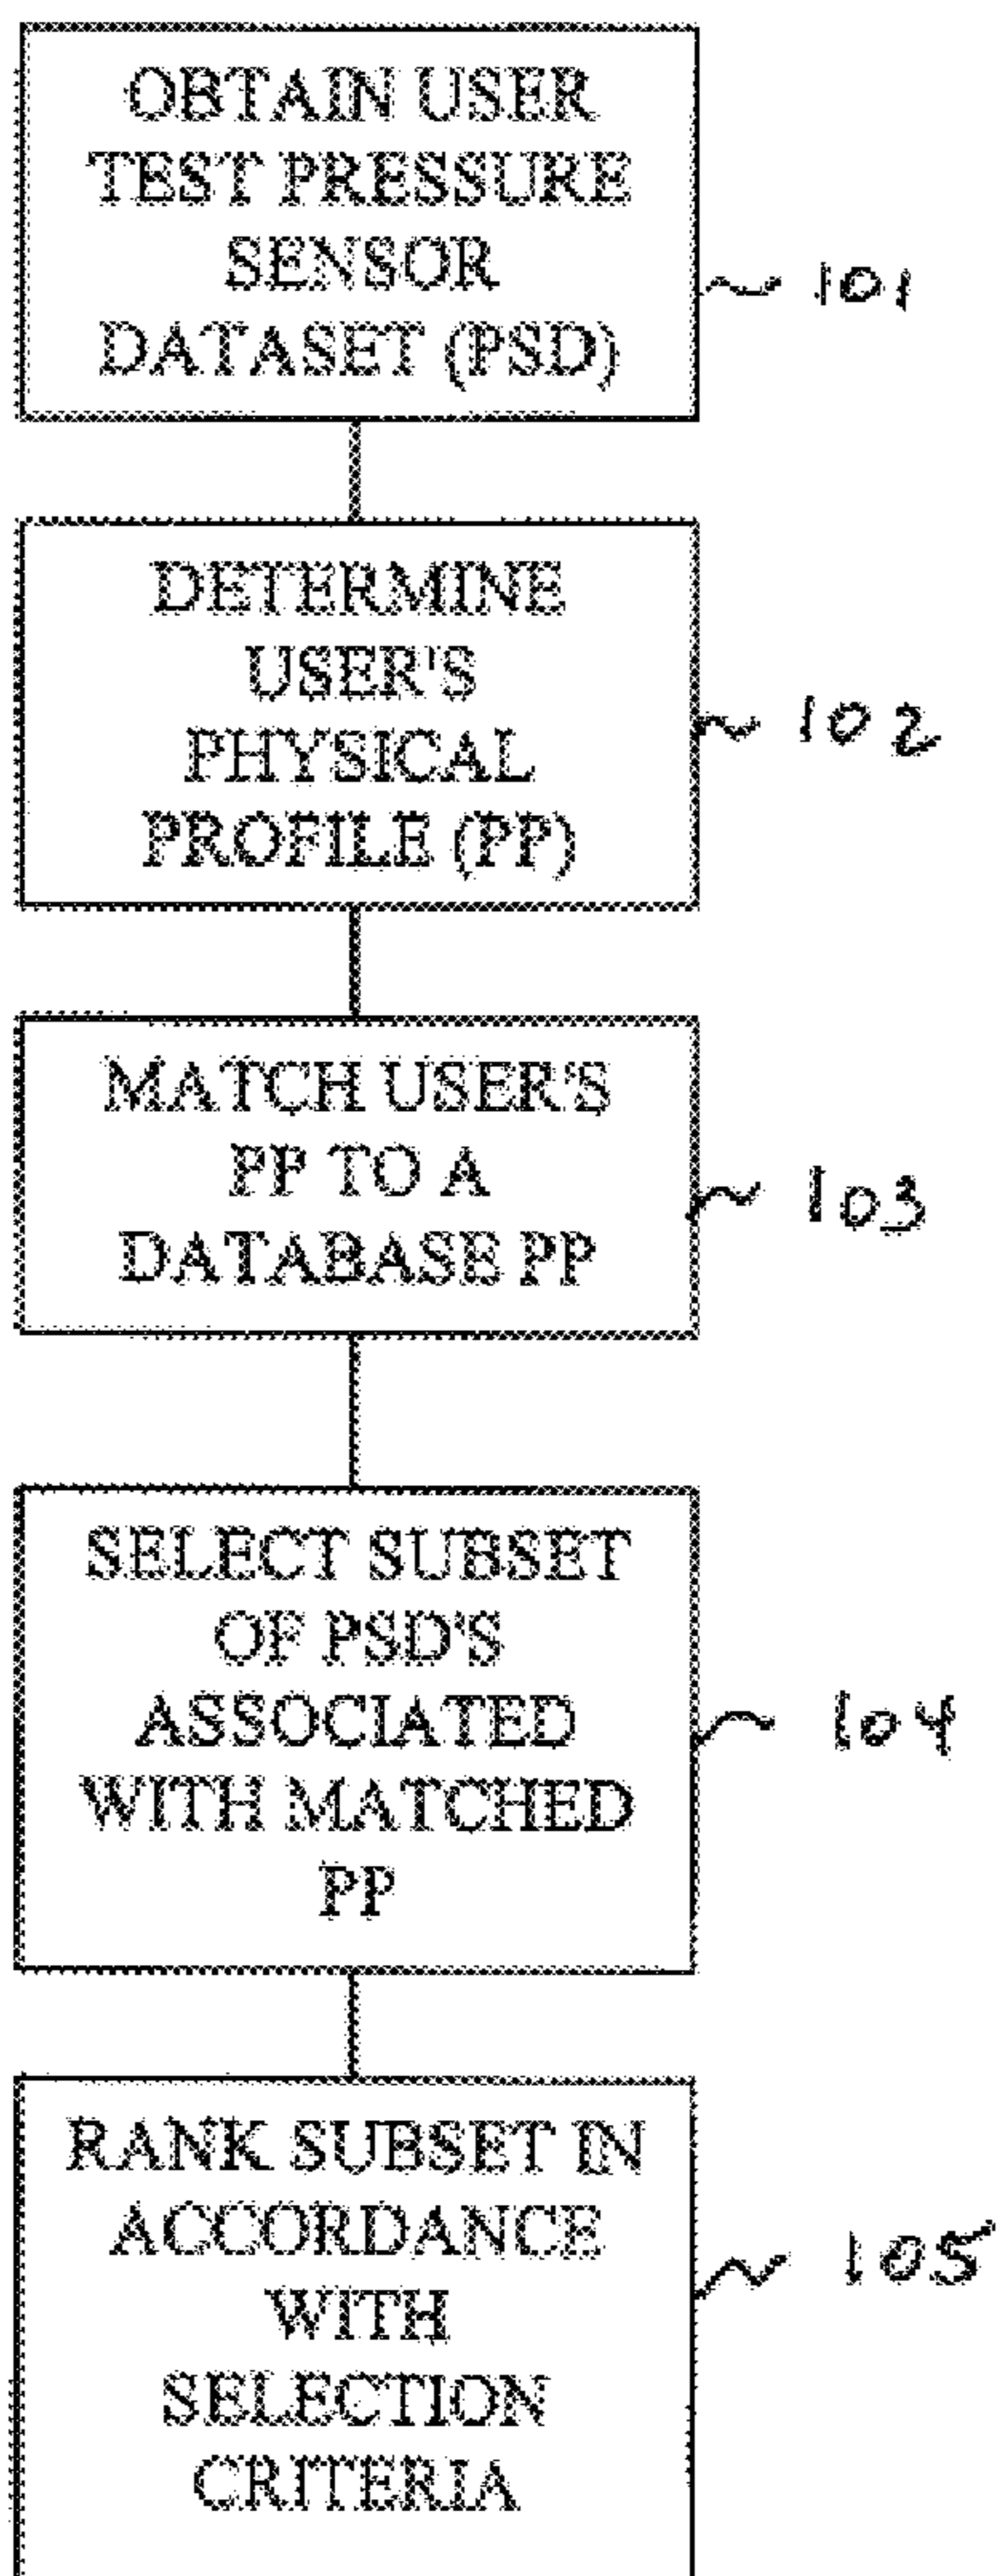 OBTAIN USER
TEST PRESSURE
SENSOR
DATASET (PSD)
101
DETERMINE
USER'S
PHYSICAL
PROFILE (PP)
102
MATCH USER'S
PP TO A
DATABASE PP
103
SELECT SUBSET
OF PSD'S
ASSOCIATED
WITH MATCHED
PP
104
RANK SUBSET IN
ACCORDANCE
WITH
SELECTION
CRITERIA
105